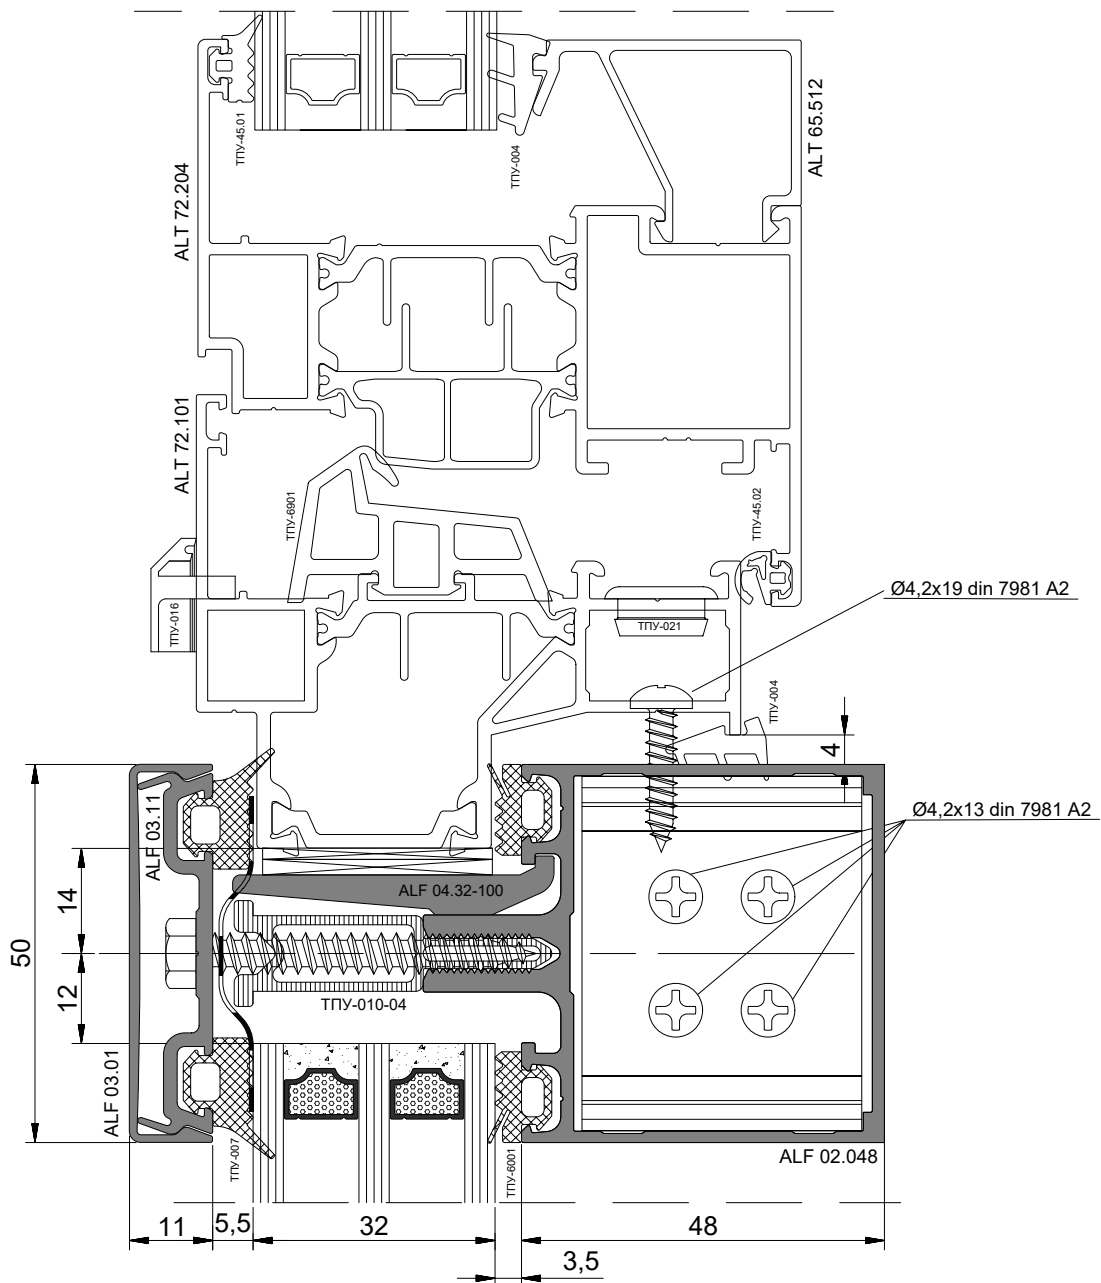 ТПУ-45.01
ТПУ-004
ALT 65.512
ALT 72.204
ALT 72.101
ТПУ-6901
ТПУ-45.02
Ø4,2x19 din 7981 A2
ТПУ-016
ТПУ-021
ТПУ-004
4
Ø4,2x13 din 7981 A2
ALF 03.11
ALF 04.32-100
14
50
12
ТПУ-010-04
ALF 03.01
ТПУ-007
ТПУ-6001
ALF 02.048
11
5,5
32
48
3,5